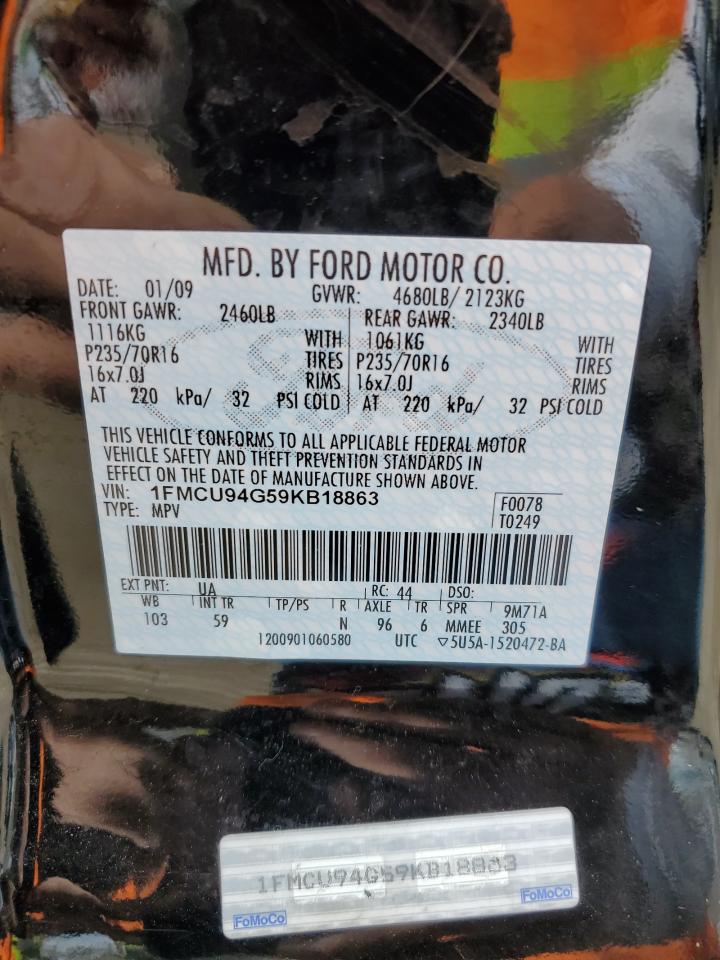 MFD. BY FORD MOTOR CO.
DATE: 01/09 GVWR: 4680LB/ 2123KG
FRONT GAWR: 2460LB REAR GAWR: 2340LB
1116KG WITH 1061KG WITH
P235/70R16 TIRES P235/70R16 TIRES
16x7.0J RIMS 16x7.0J RIMS
AT 220 kPa/ 32 PSI COLD AT 220 kPa/ 32 PSI COLD
THIS VEHICLE CONFORMS TO ALL APPLICABLE FEDERAL MOTOR
VEHICLE SAFETY AND THEFT PREVENTION STANDARDS IN
EFFECT ON THE DATE OF MANUFACTURE SHOWN ABOVE.
VIN: 1FMCU94G59KB18863 F0078
TYPE: MPV T0249
EXT PNT: UA RC: 44 DSO:
WB INT TR TP/PS R AXLE TR SPR 9M71A
103 59 N 96 6 MMEE 305
1200901060580 UTC ▽5U5A-1520472-BA
1FMCU94G59KB18863
FoMoCo FoMoCo